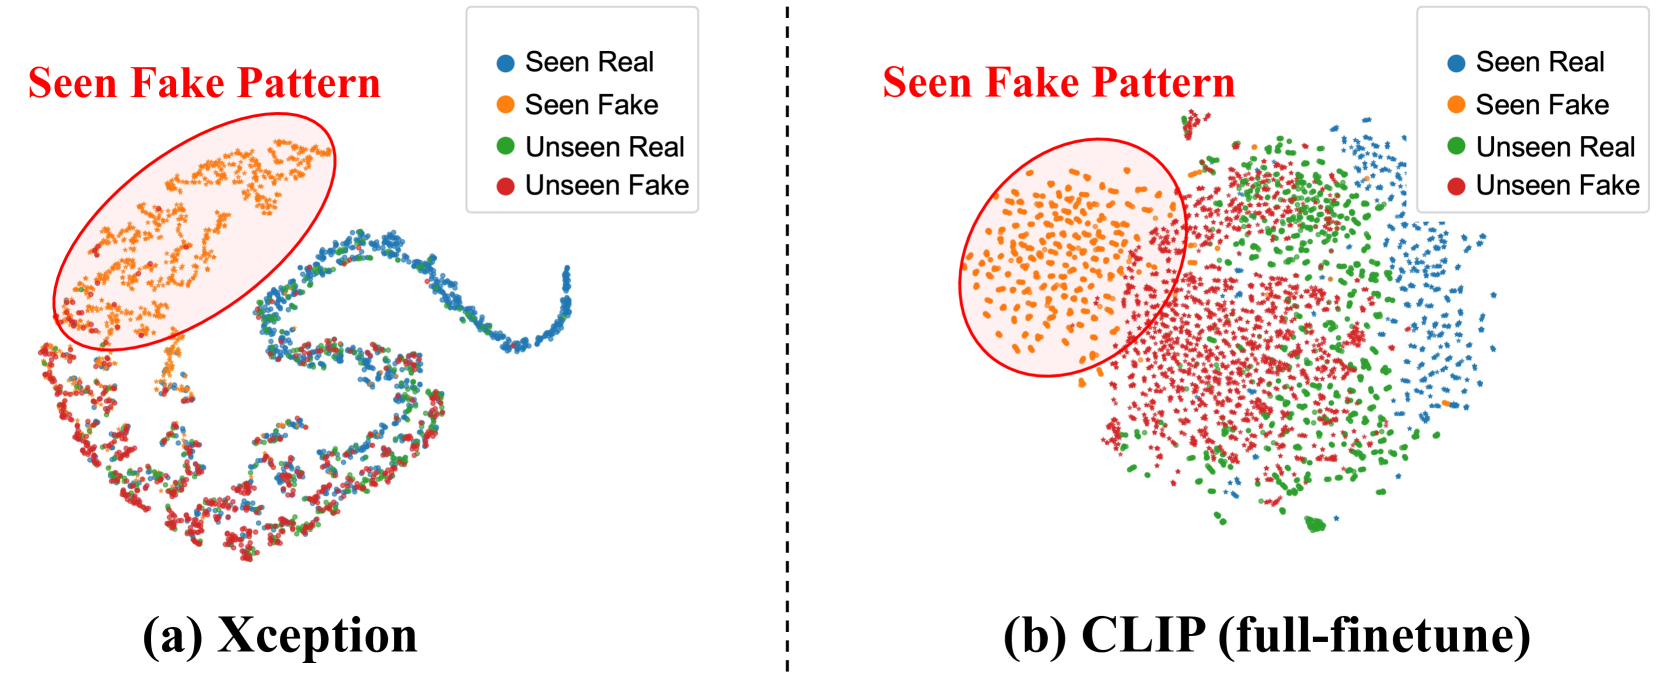 Seen Fake Pattern
Seen Real
Seen Fake
Unseen Real
Unseen Fake
(a) Xception
Seen Fake Pattern
Seen Real
Seen Fake
Unseen Real
Unseen Fake
(b) CLIP (full-finetune)